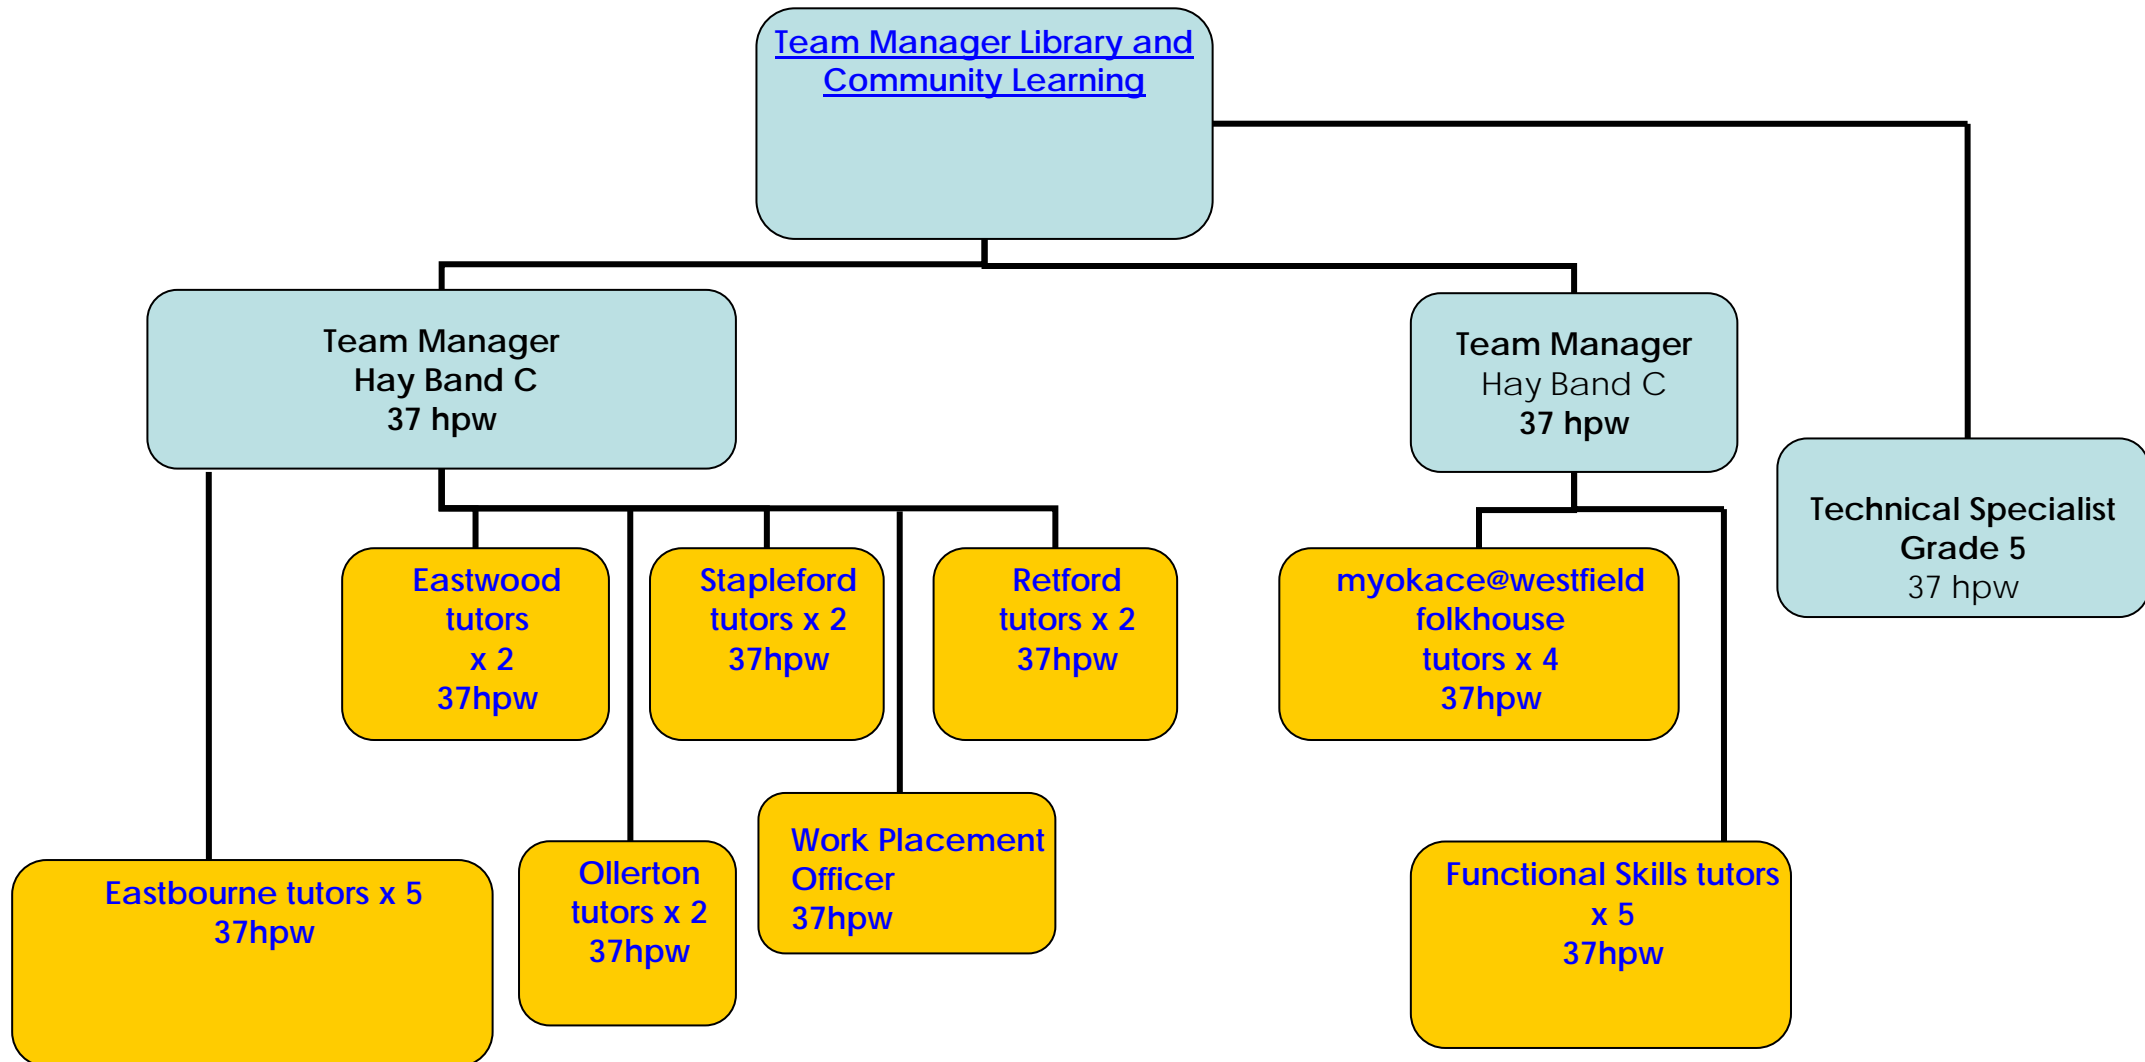 Team Manager Library and
Community Learning
Team Manager
Hay Band C
37 hpw
Team Manager
Hay Band C
37 hpw
Technical Specialist
Grade 5
37 hpw
Eastwood
tutors
x 2
37hpw
Stapleford
tutors x 2
37hpw
Retford
tutors x 2
37hpw
myokace@westfield
folkhouse
tutors x 4
37hpw
Eastbourne tutors x 5
37hpw
Ollerton
tutors x 2
37hpw
Work Placement
Officer
37hpw
Functional Skills tutors
x 5
37hpw